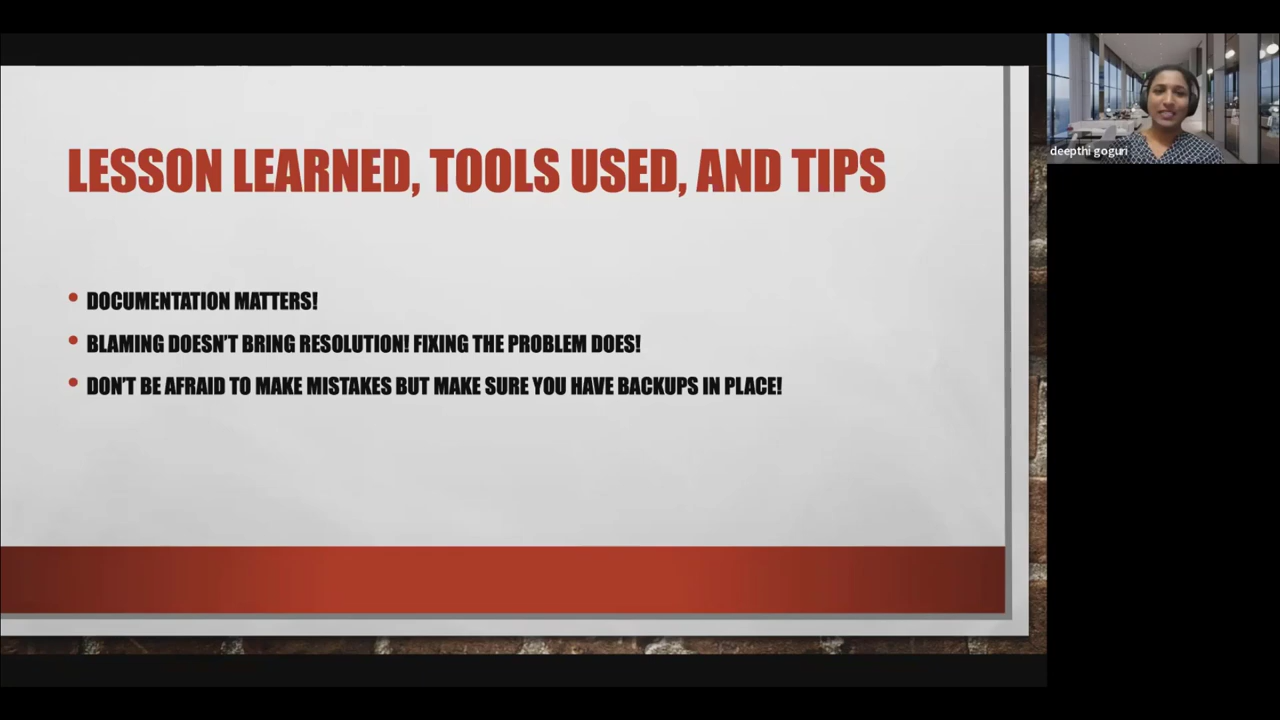 LESSON LEARNED, TOOLS USED, AND TIPS
• DOCUMENTATION MATTERS!
• BLAMING DOESN'T BRING RESOLUTION! FIXING THE PROBLEM DOES!
• DON'T BE AFRAID TO MAKE MISTAKES BUT MAKE SURE YOU HAVE BACKUPS IN PLACE!
deepthi goguri